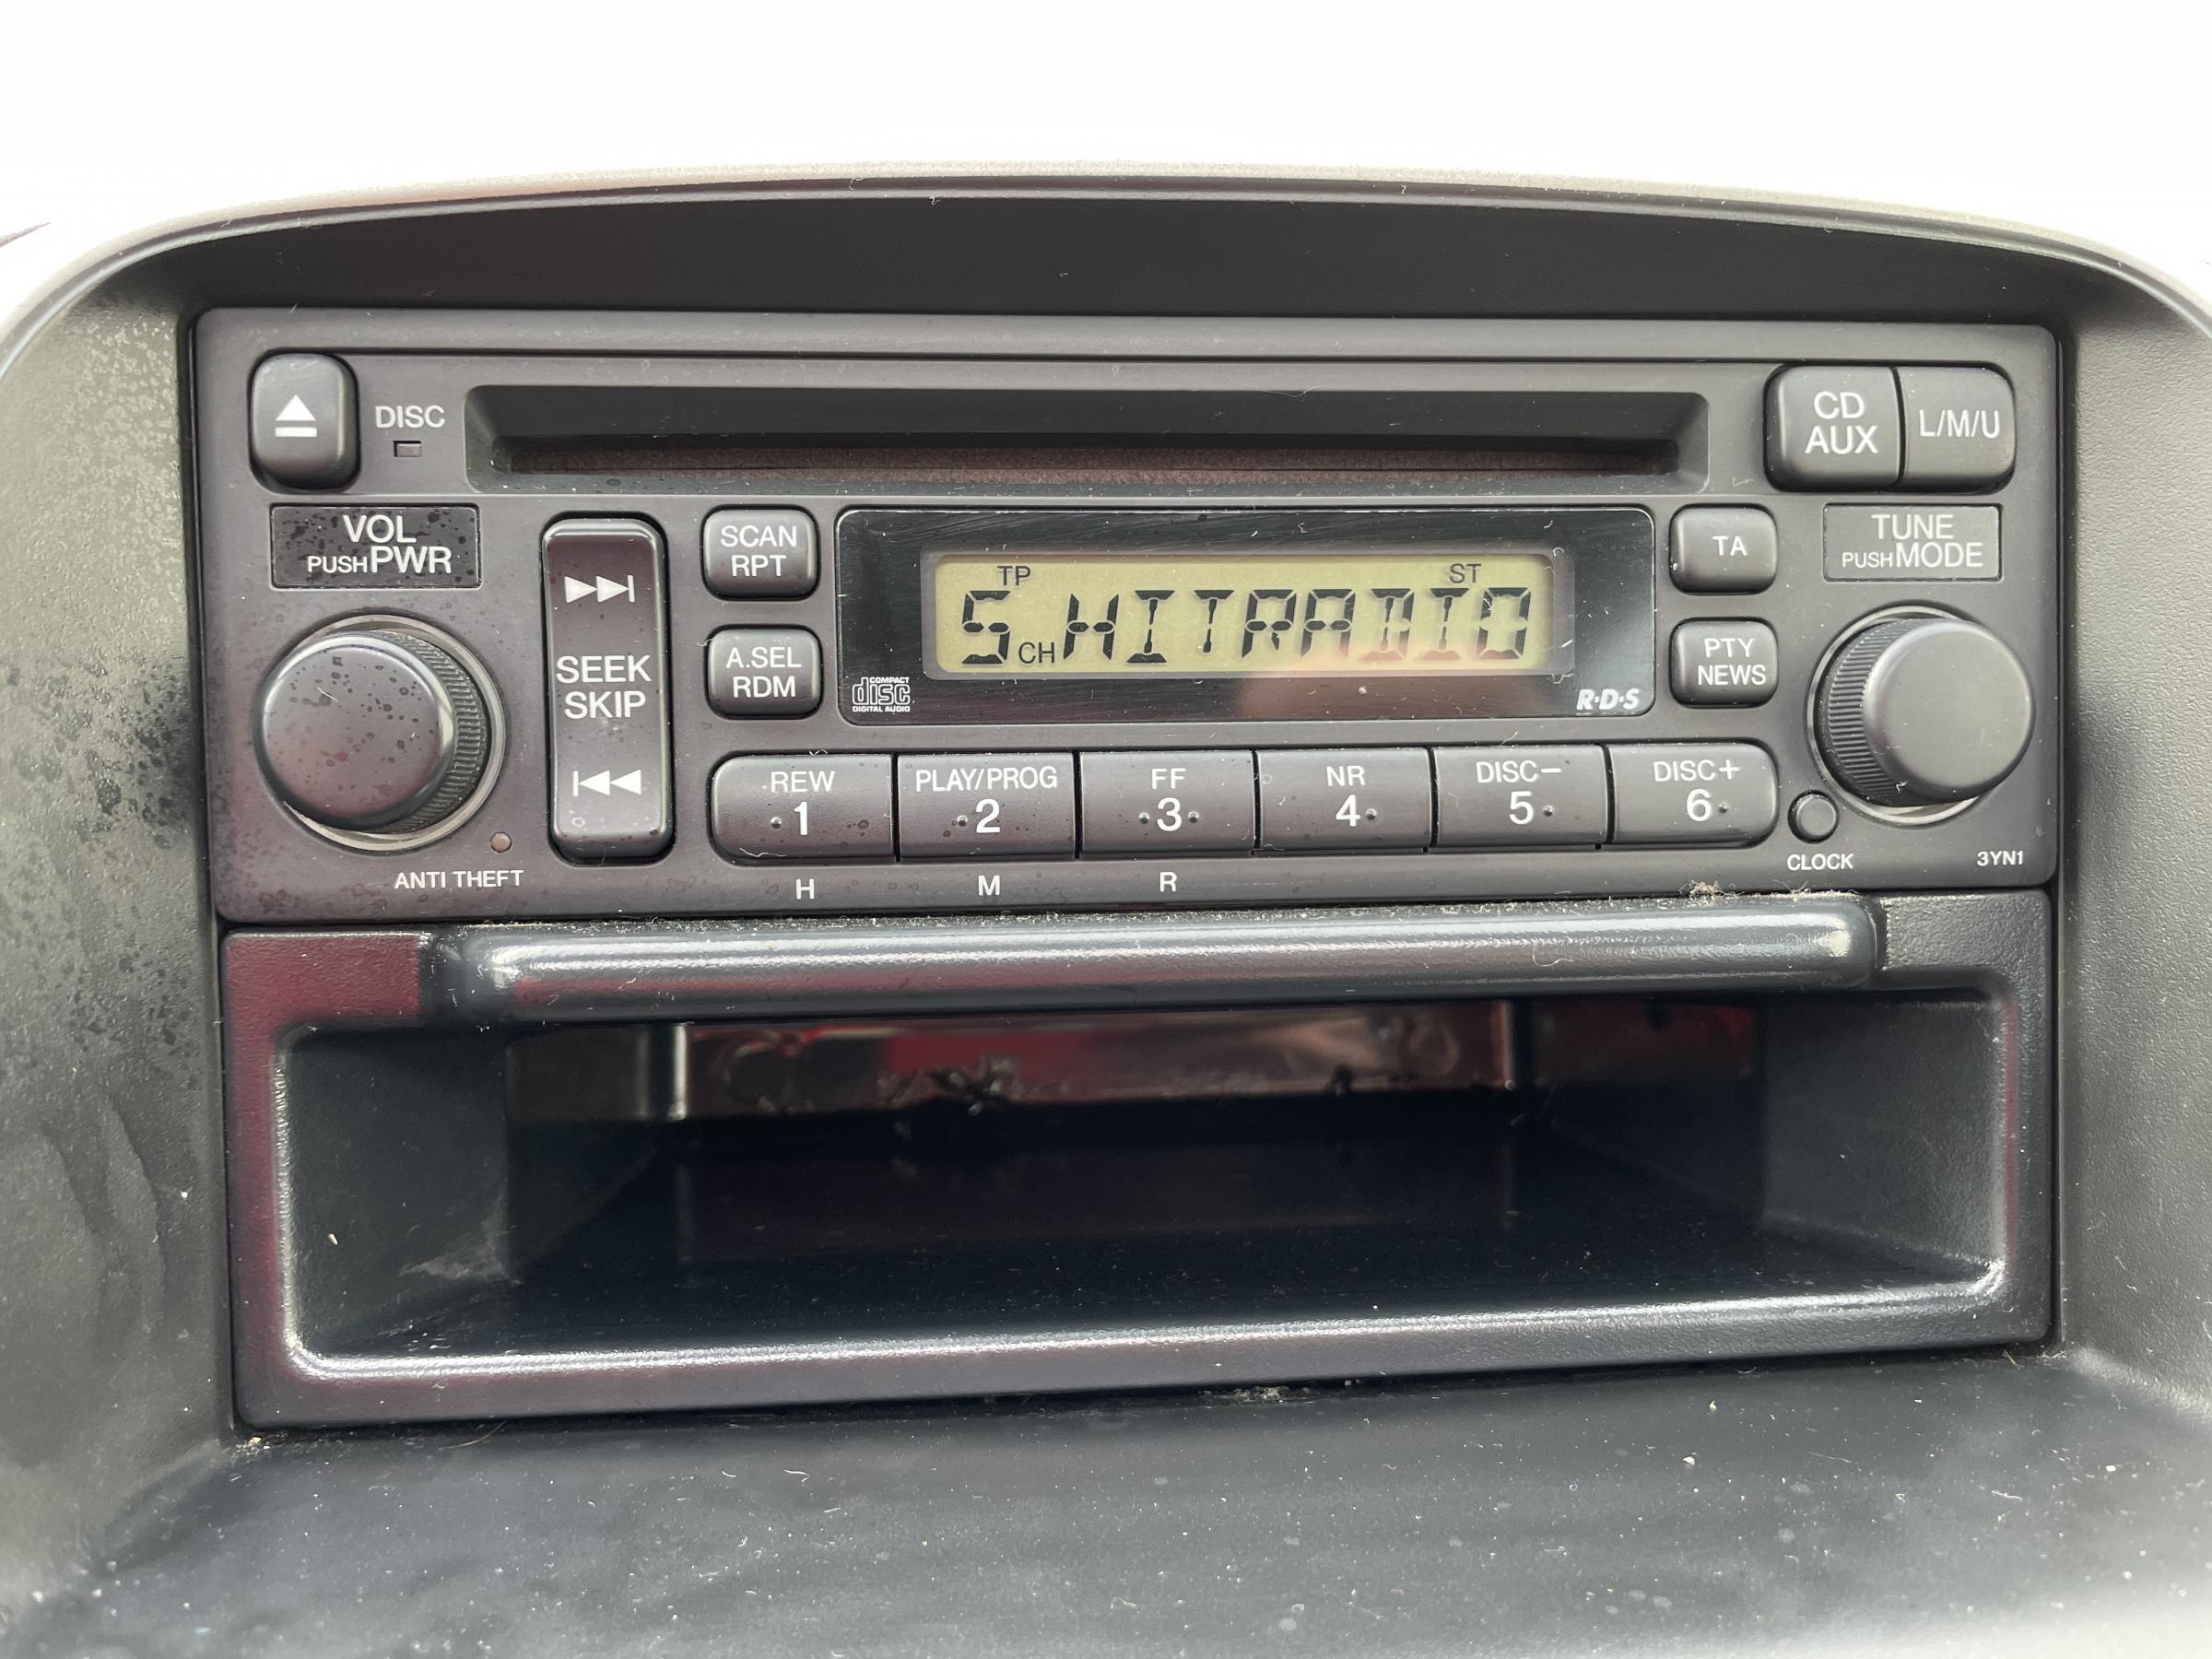 DISC
CD
AUX
L/M/U
VOL
PUSH PWR
SEEK
SKIP
SCAN
RPT
A.SEL
RDM
TP
ST
5 CH HITRADIO
COMPACT
disc
DIGITAL AUDIO
R·D·S
TA
PTY
NEWS
TUNE
PUSH MODE
REW
1
PLAY/PROG
2
FF
3
NR
4
DISC−
5
DISC+
6
ANTI THEFT
H
M
R
CLOCK
3YN1